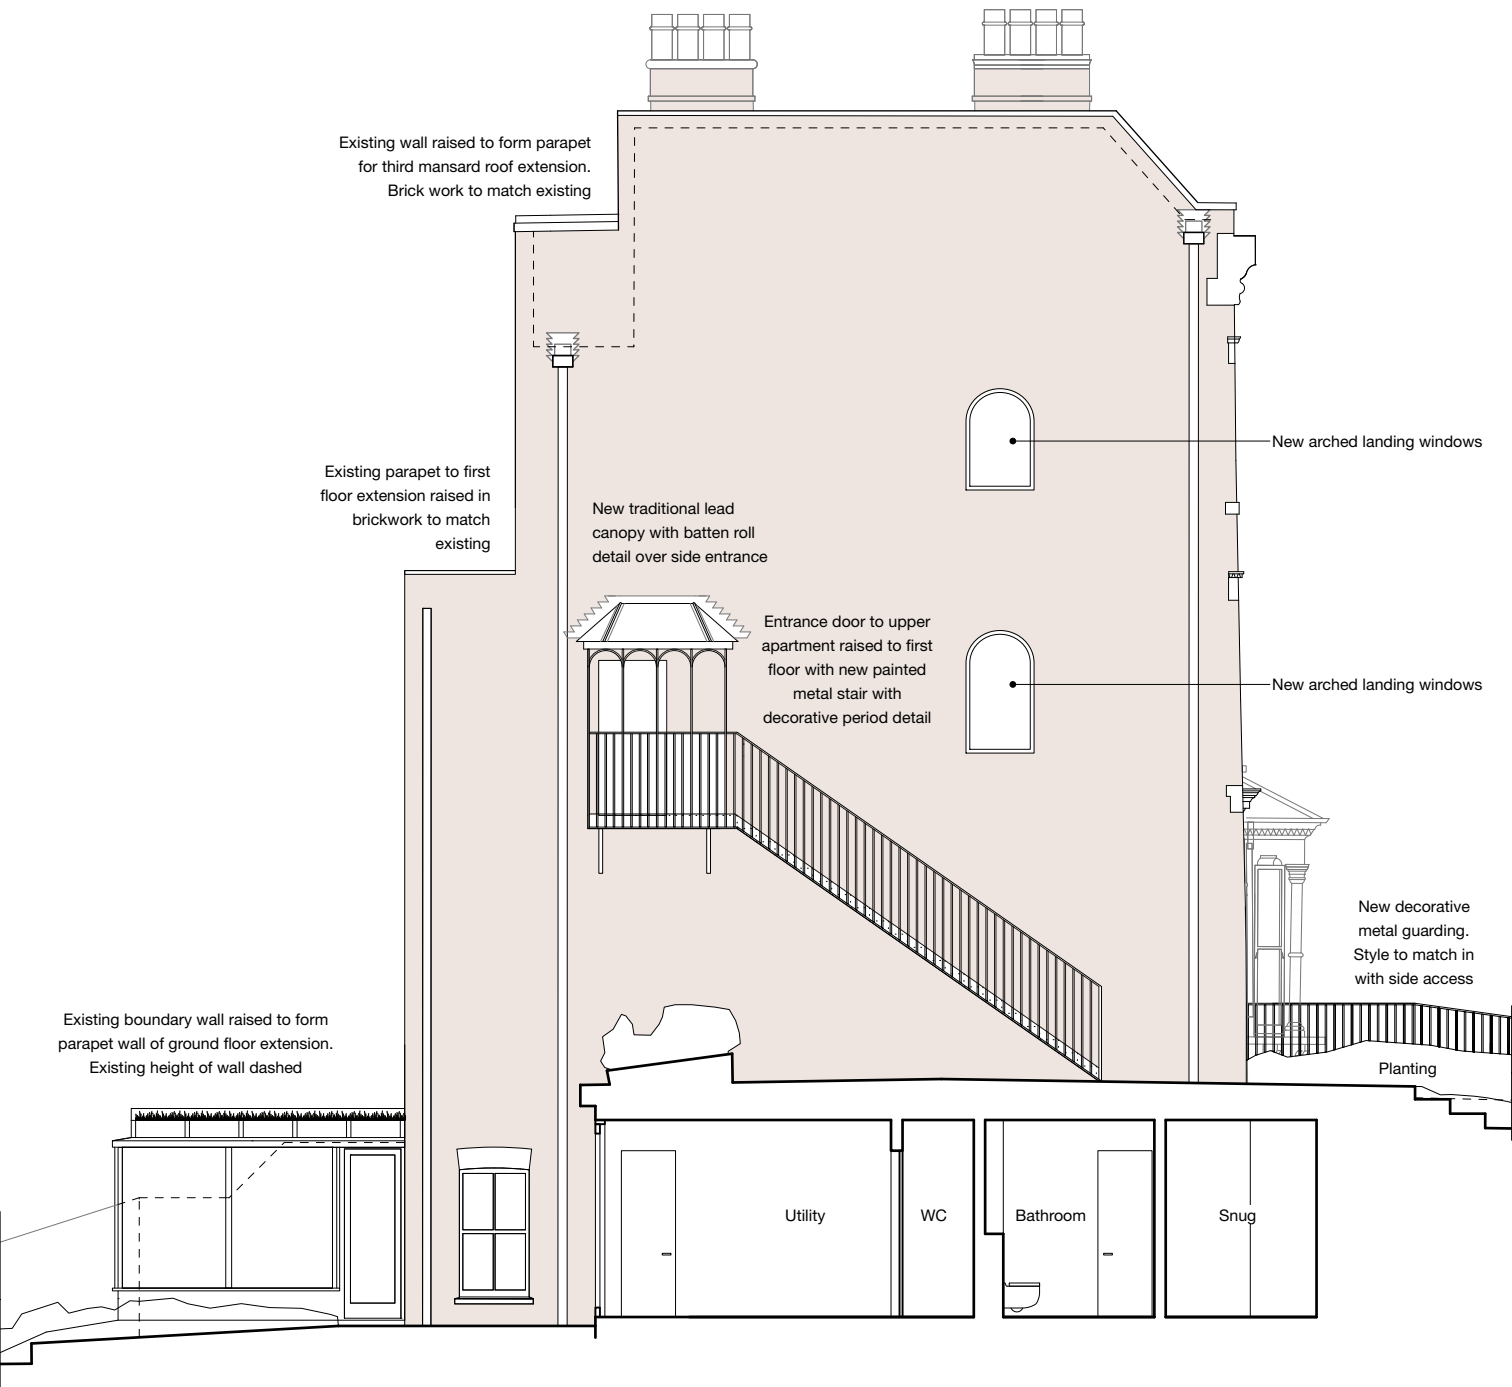 Existing wall raised to form parapet
for third mansard roof extension.
Brick work to match existing
New arched landing windows
Existing parapet to first
floor extension raised in
brickwork to match
existing
New traditional lead
canopy with batten roll
detail over side entrance
Entrance door to upper
apartment raised to first
floor with new painted
metal stair with
decorative period detail
New arched landing windows
New decorative
metal guarding.
Style to match in
with side access
Existing boundary wall raised to form
parapet wall of ground floor extension.
Existing height of wall dashed
Planting
Utility
WC
Bathroom
Snug